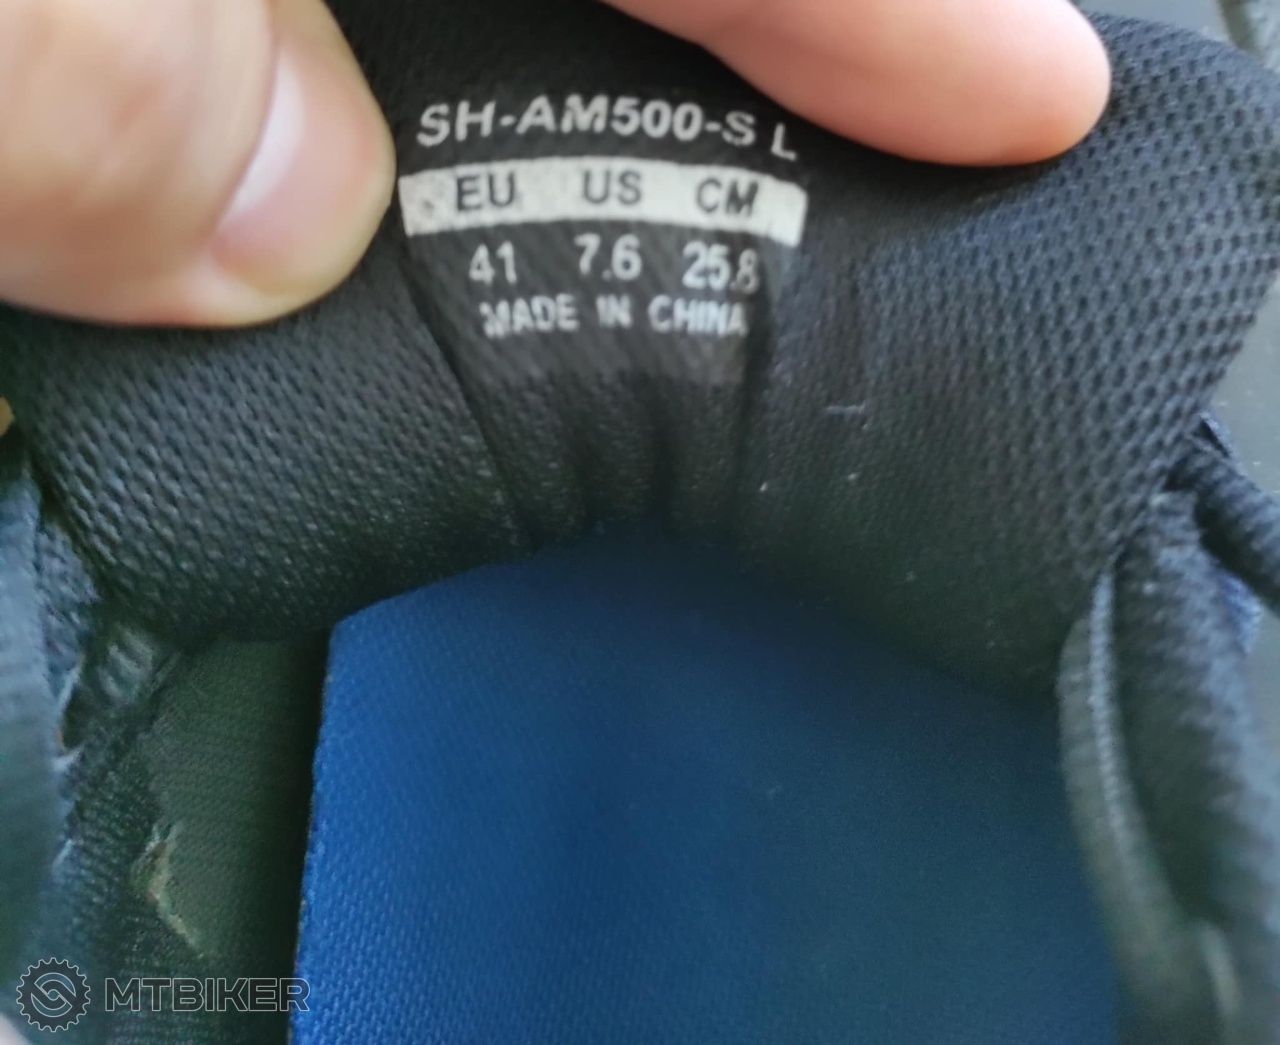 SH-AM500-S L
EU US CM
41 7.6 25.8
MADE IN CHINA
MTBIKER